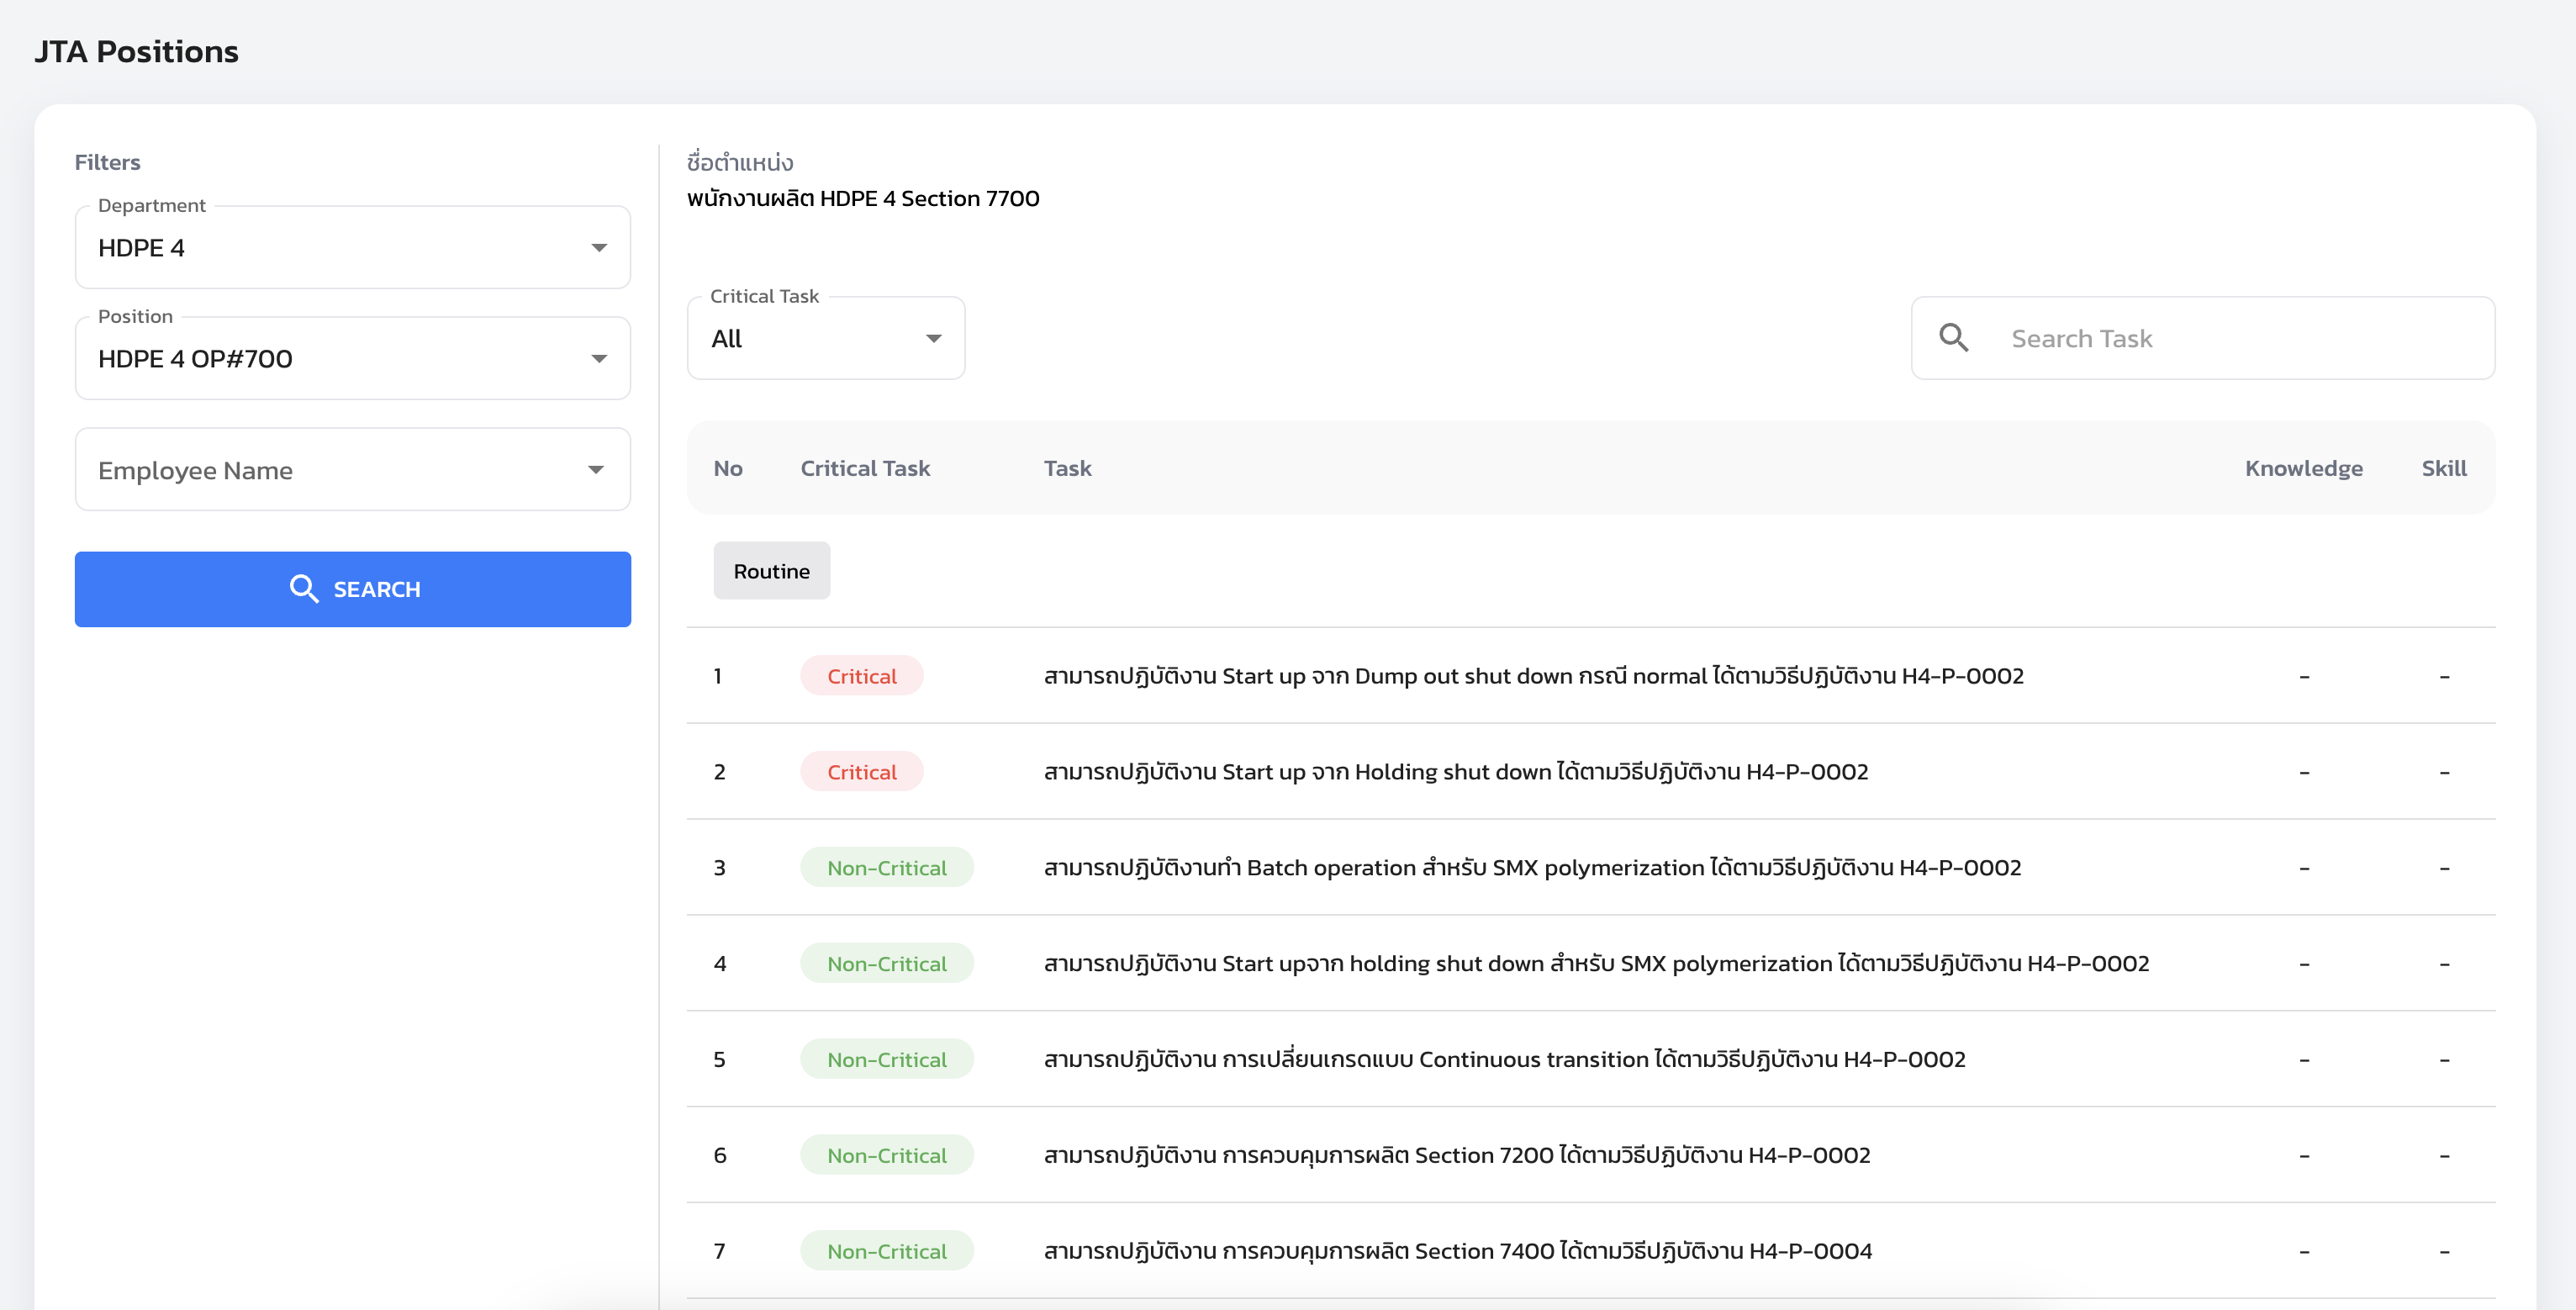 JTA Positions
Filters
Department
HDPE 4
Position
HDPE 4 OP#700
Employee Name
SEARCH
ชื่อตำแหน่ง
พนักงานผลิต HDPE 4 Section 7700
Critical Task
All
Search Task
No Critical Task Task Knowledge Skill
Routine
1 Critical สามารถปฏิบัติงาน Start up จาก Dump out shut down กรณี normal ได้ตามวิธีปฏิบัติงาน H4-P-0002 - -
2 Critical สามารถปฏิบัติงาน Start up จาก Holding shut down ได้ตามวิธีปฏิบัติงาน H4-P-0002 - -
3 Non-Critical สามารถปฏิบัติงานทำ Batch operation สำหรับ SMX polymerization ได้ตามวิธีปฏิบัติงาน H4-P-0002 - -
4 Non-Critical สามารถปฏิบัติงาน Start upจาก holding shut down สำหรับ SMX polymerization ได้ตามวิธีปฏิบัติงาน H4-P-0002 - -
5 Non-Critical สามารถปฏิบัติงาน การเปลี่ยนเกรดแบบ Continuous transition ได้ตามวิธีปฏิบัติงาน H4-P-0002 - -
6 Non-Critical สามารถปฏิบัติงาน การควบคุมการผลิต Section 7200 ได้ตามวิธีปฏิบัติงาน H4-P-0002 - -
7 Non-Critical สามารถปฏิบัติงาน การควบคุมการผลิต Section 7400 ได้ตามวิธีปฏิบัติงาน H4-P-0004 - -